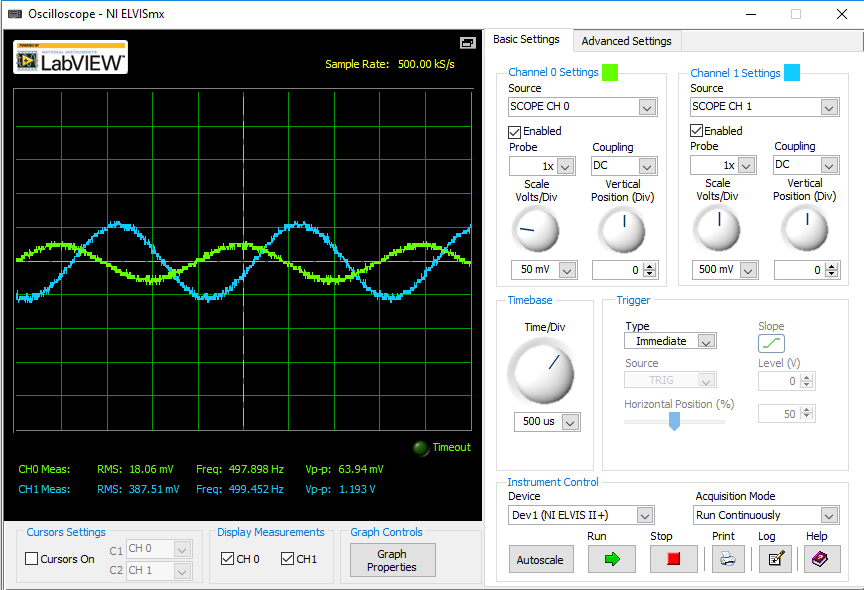 Oscilloscope - NI ELVISmx
POWERED BY
NATIONAL INSTRUMENTS
LabVIEW™
Sample Rate: 500.00 kS/s
Timeout
CH0 Meas: RMS: 18.06 mV Freq: 497.898 Hz Vp-p: 63.94 mV
CH1 Meas: RMS: 387.51 mV Freq: 499.452 Hz Vp-p: 1.193 V
Cursors Settings
Cursors On
C1 CH 0
C2 CH 1
Display Measurements
CH 0 CH1
Graph Controls
Graph
Properties
Basic Settings Advanced Settings
Channel 0 Settings
Source
SCOPE CH 0
Enabled
Probe Coupling
1x DC
Scale Vertical
Volts/Div Position (Div)
50 mV 0
Channel 1 Settings
Source
SCOPE CH 1
Enabled
Probe Coupling
1x DC
Scale Vertical
Volts/Div Position (Div)
500 mV 0
Timebase
Time/Div
500 us
Trigger
Type Slope
Immediate
Source Level (V)
TRIG 0
Horizontal Position (%)
50
Instrument Control
Device Acquisition Mode
Dev1 (NI ELVIS II+) Run Continuously
Run Stop Print Log Help
Autoscale